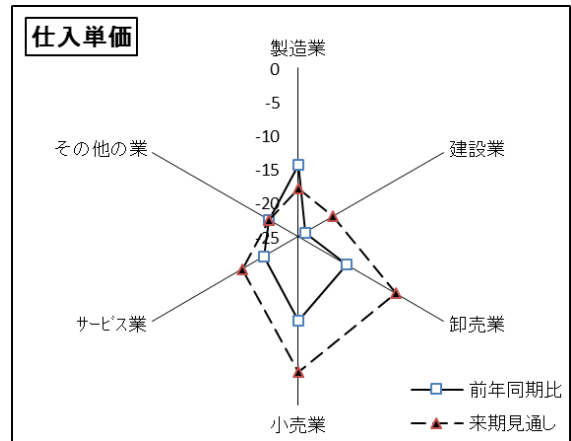 仕入単価
製造業
0
-5
-10
-15
-20
-25
その他の業
建設業
サービス業
卸売業
小売業
前年同期比
来期見通し